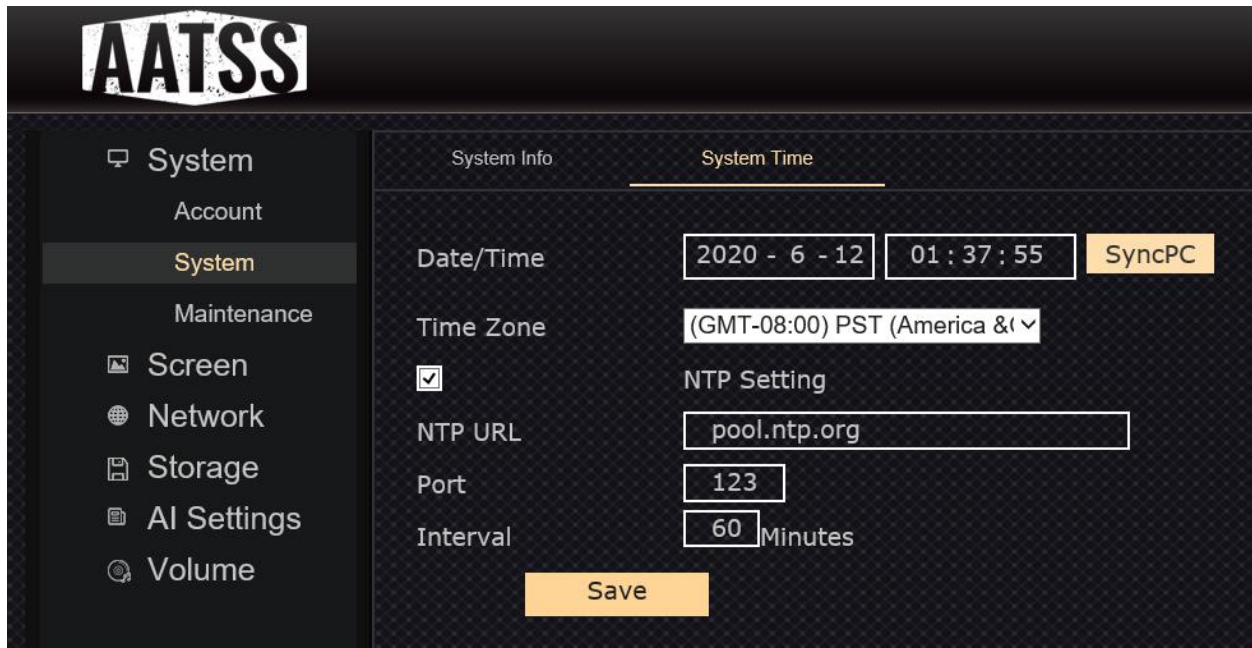 AATSS
System
Account
System
Maintenance
Screen
Network
Storage
AI Settings
Volume
System Info System Time
Date/Time 2020 - 6 - 12 01 : 37 : 55 SyncPC
Time Zone (GMT-08:00) PST (America &
NTP Setting
NTP URL pool.ntp.org
Port 123
Interval 60 Minutes
Save